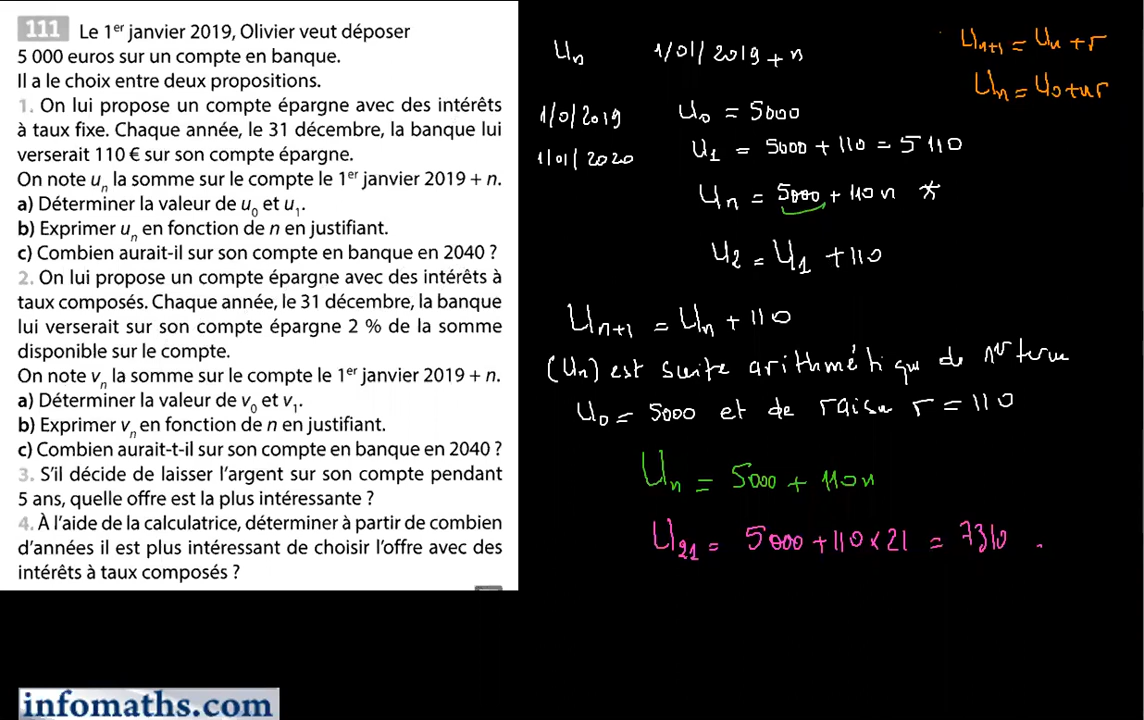 111 Le 1er janvier 2019, Olivier veut déposer
5 000 euros sur un compte en banque.
Il a le choix entre deux propositions.
1. On lui propose un compte épargne avec des intérêts
à taux fixe. Chaque année, le 31 décembre, la banque lui
verserait 110 € sur son compte épargne.
On note un la somme sur le compte le 1er janvier 2019 + n.
a) Déterminer la valeur de u0 et u1.
b) Exprimer un en fonction de n en justifiant.
c) Combien aurait-il sur son compte en banque en 2040 ?
2. On lui propose un compte épargne avec des intérêts à
taux composés. Chaque année, le 31 décembre, la banque
lui verserait sur son compte épargne 2 % de la somme
disponible sur le compte.
On note vn la somme sur le compte le 1er janvier 2019 + n.
a) Déterminer la valeur de v0 et v1.
b) Exprimer vn en fonction de n en justifiant.
c) Combien aurait-t-il sur son compte en banque en 2040 ?
3. S'il décide de laisser l'argent sur son compte pendant
5 ans, quelle offre est la plus intéressante ?
4. À l'aide de la calculatrice, déterminer à partir de combien
d'années il est plus intéressant de choisir l'offre avec des
intérêts à taux composés ?
Un 1/01/2019 + n
Un+1 = Un + r
Un = U0 + nr
1/0/2019 U0 = 5000
1/01/2020 U1 = 5000 + 110 = 5110
Un = 5000 + 110n *
U2 = U1 + 110
Un+1 = Un + 110
(Un) est suite arithmétique de 1er terme
U0 = 5000 et de raison r = 110
Un = 5000 + 110n
U21 = 5000 + 110 × 21 = 7310 .
infomaths.com